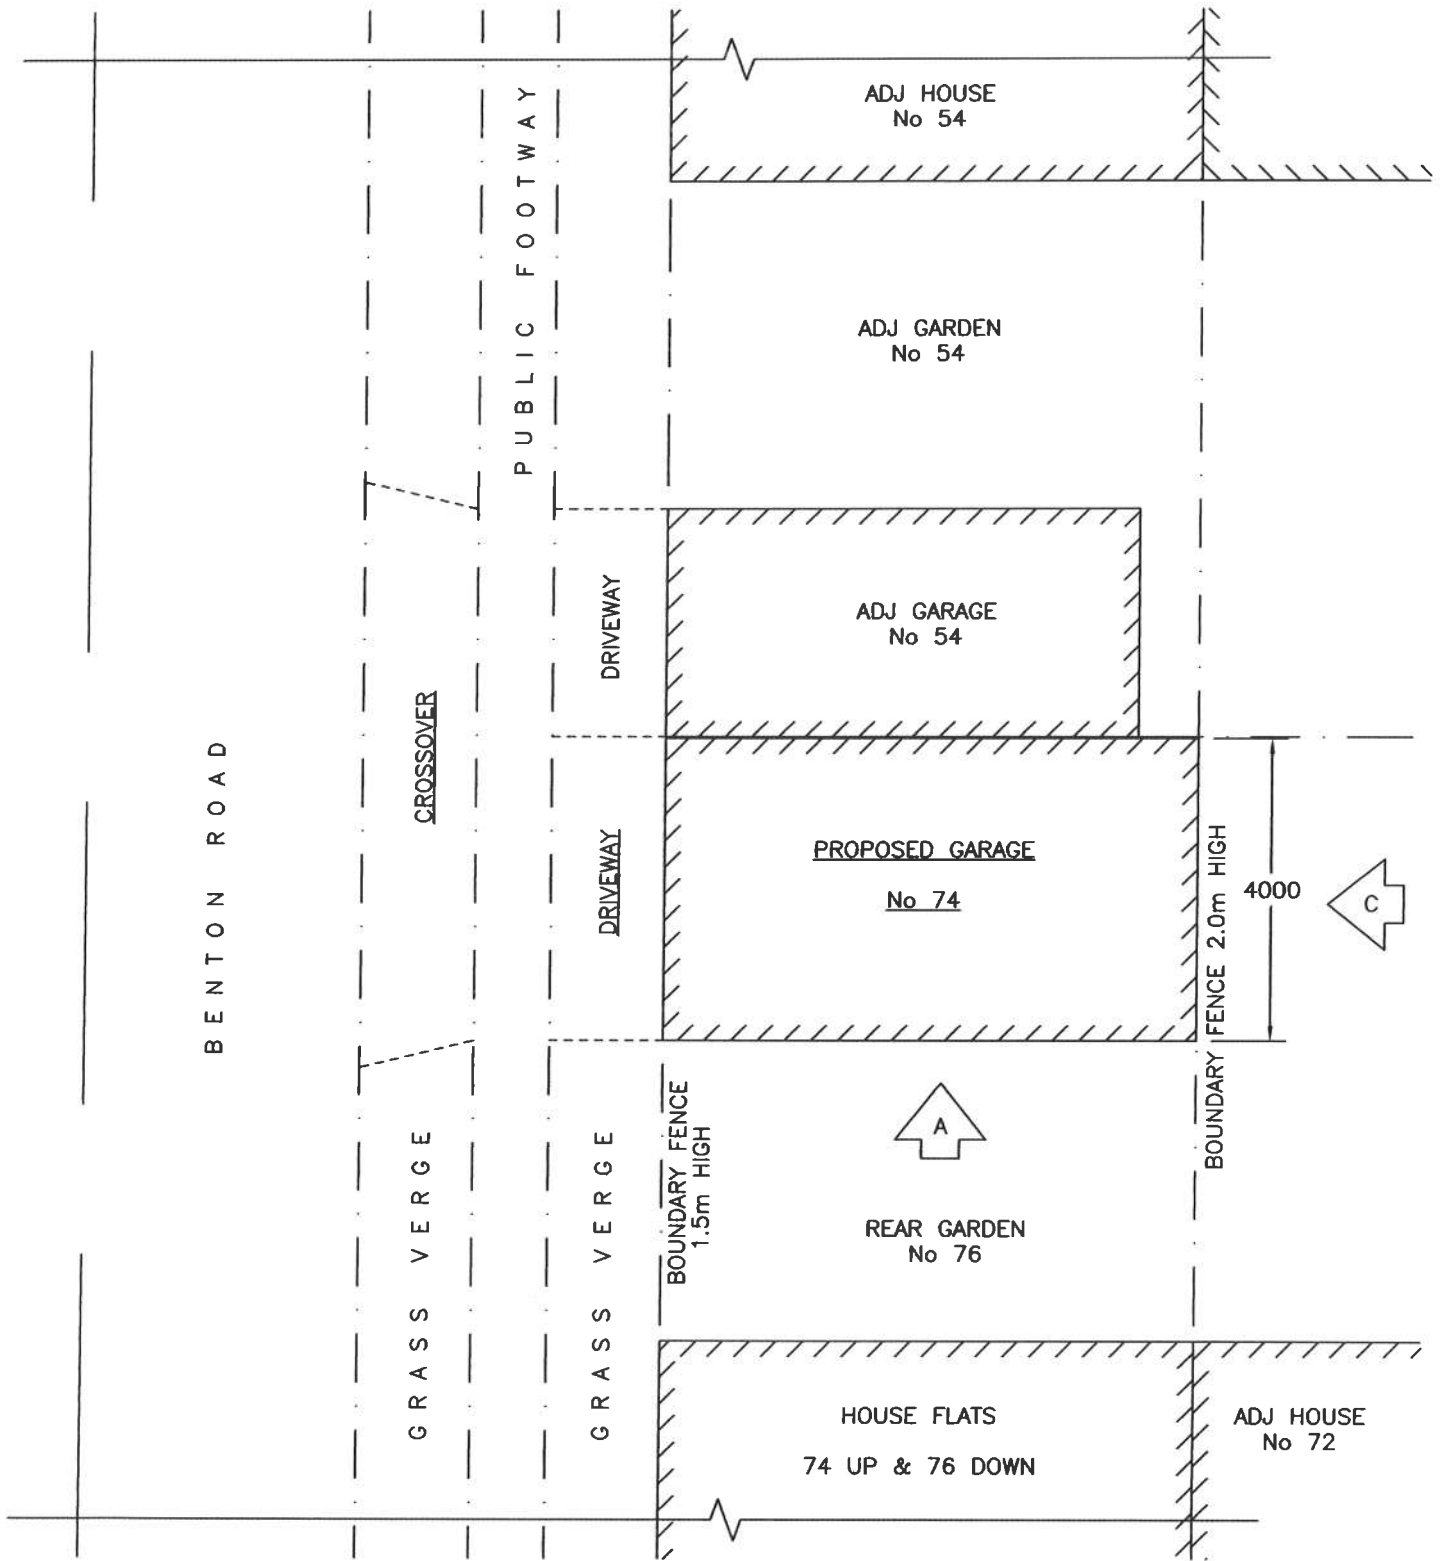 ADJ HOUSE
No 54
PUBLIC FOOTWAY
ADJ GARDEN
No 54
DRIVEWAY
ADJ GARAGE
No 54
BENTON ROAD
CROSSOVER
DRIVEWAY
PROPOSED GARAGE
No 74
BOUNDARY FENCE 2.0m HIGH
4000
C
A
GRASS VERGE
GRASS VERGE
BOUNDARY FENCE
1.5m HIGH
REAR GARDEN
No 76
HOUSE FLATS
74 UP & 76 DOWN
ADJ HOUSE
No 72